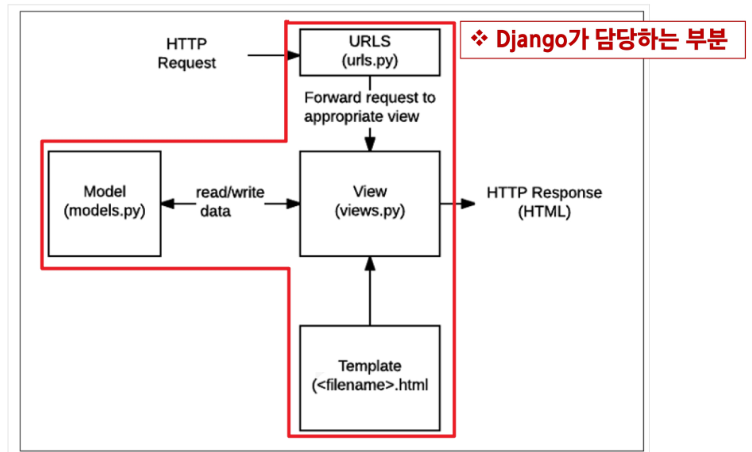 HTTP
Request
URLS
(urls.py)
❖ Django가 담당하는 부분
Forward request to
appropriate view
Model
(models.py)
read/write
data
View
(views.py)
HTTP Response
(HTML)
Template
(<filename>.html